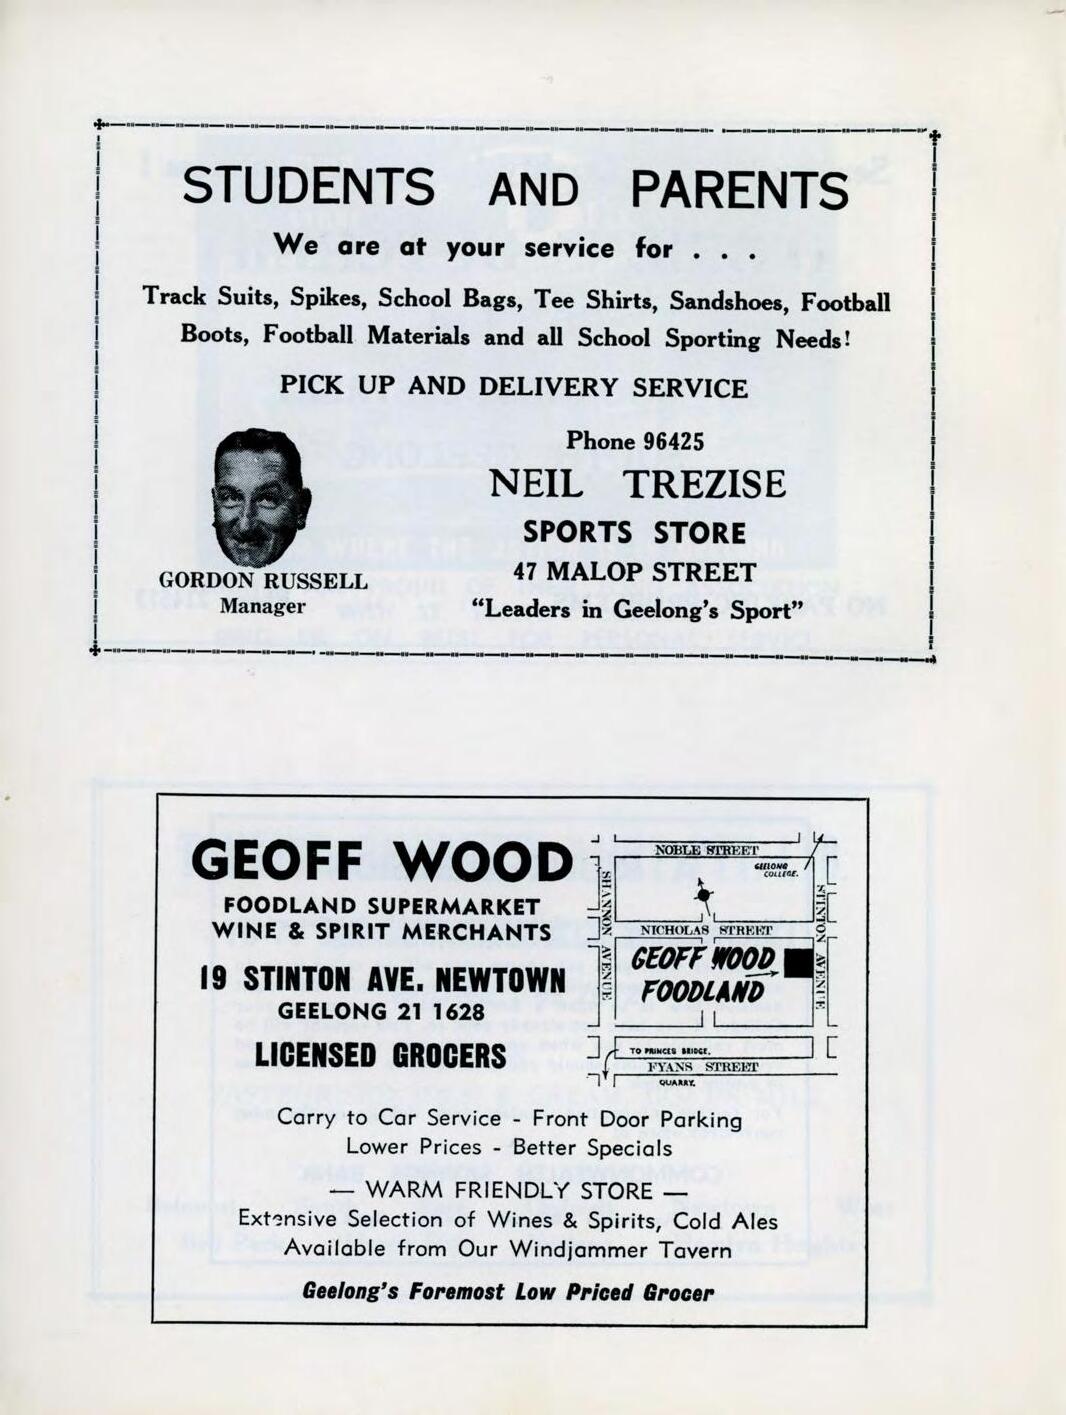 STUDENTS AND PARENTS
We are at your service for . . .
Track Suits, Spikes, School Bags, Tee Shirts, Sandshoes, Football
Boots, Football Materials and all School Sporting Needs!
PICK UP AND DELIVERY SERVICE
Phone 96425
NEIL TREZISE
SPORTS STORE
47 MALOP STREET
"Leaders in Geelong's Sport"
GORDON RUSSELL
Manager
GEOFF WOOD
FOODLAND SUPERMARKET
WINE & SPIRIT MERCHANTS
19 STINTON AVE. NEWTOWN
GEELONG 21 1628
LICENSED GROCERS
NOBLE STREET
GEELONG
COLLEGE.
SHANNON AVENUE
STINTON AVENUE
NICHOLAS STREET
GEOFF WOOD
FOODLAND
TO PRINCES BRIDGE.
FYANS STREET
QUARRY.
Carry to Car Service - Front Door Parking
Lower Prices - Better Specials
— WARM FRIENDLY STORE —
Extensive Selection of Wines & Spirits, Cold Ales
Available from Our Windjammer Tavern
Geelong's Foremost Low Priced Grocer